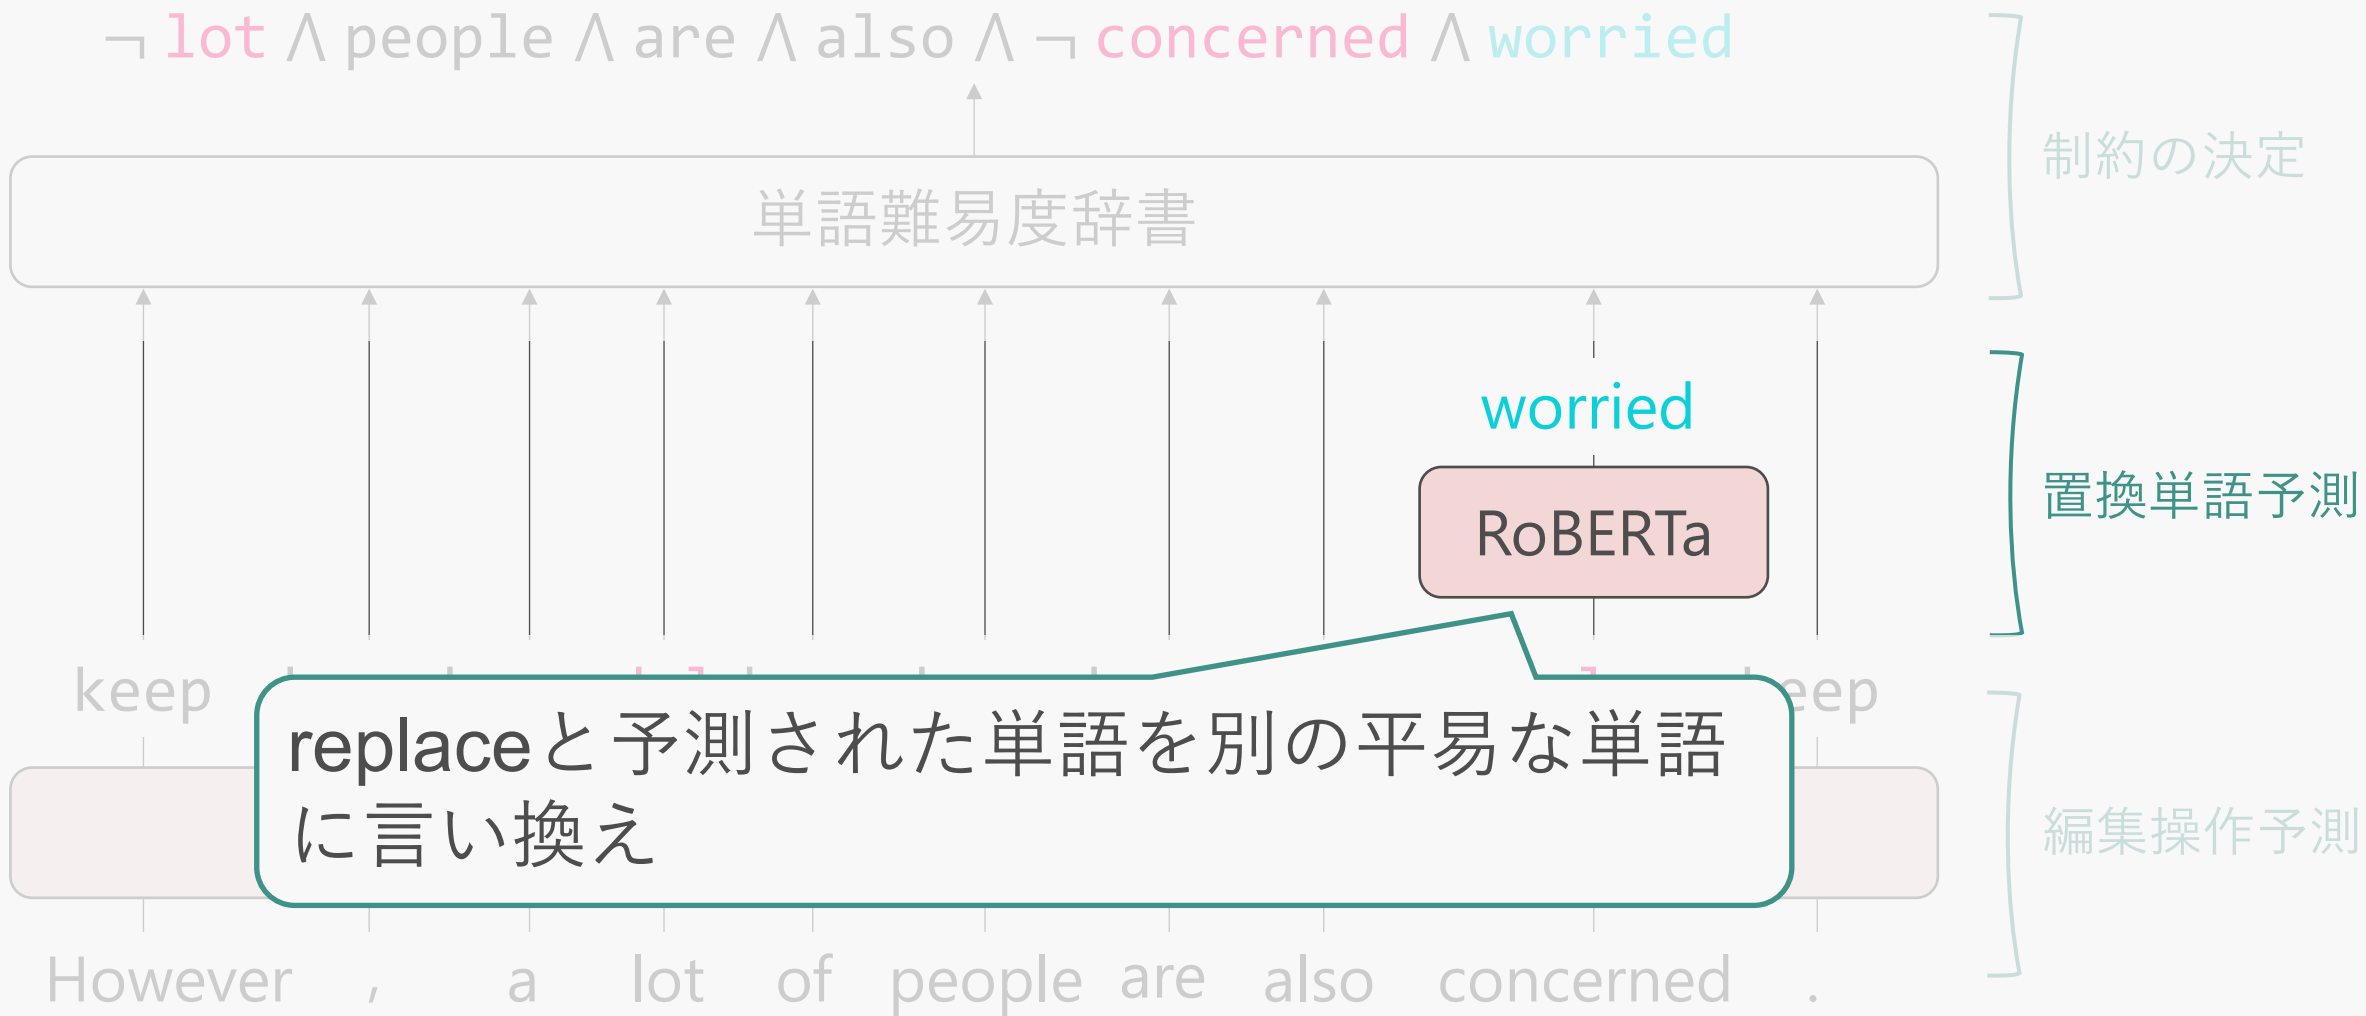 ¬ lot ∧ people ∧ are ∧ also ∧ ¬ concerned ∧ worried
制約の決定
単語難易度辞書
worried
RoBERTa
置換単語予測
keep
replaceと予測された単語を別の平易な単語
に言い換え
編集操作予測
However , a lot of people are also concerned .